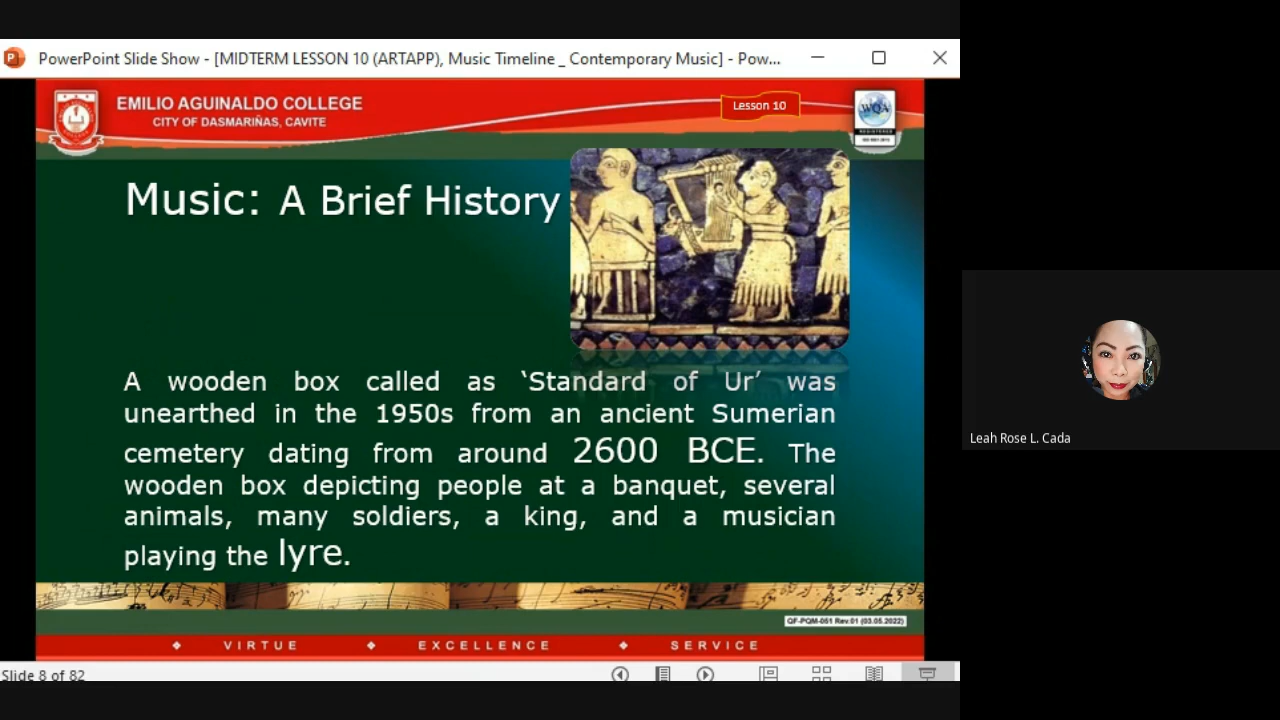 PowerPoint Slide Show - [MIDTERM LESSON 10 (ARTAPP), Music Timeline _ Contemporary Music] - Pow...
EMILIO AGUINALDO COLLEGE
CITY OF DASMARIÑAS, CAVITE
Lesson 10
WQA
Music: A Brief History
A wooden box called as ‘Standard of Ur’ was
unearthed in the 1950s from an ancient Sumerian
cemetery dating from around 2600 BCE. The
wooden box depicting people at a banquet, several
animals, many soldiers, a king, and a musician
playing the lyre.
Leah Rose L. Cada
QF-PQM-051 Rev.01 (03.05.2022)
VIRTUE EXCELLENCE SERVICE
Slide 8 of 82